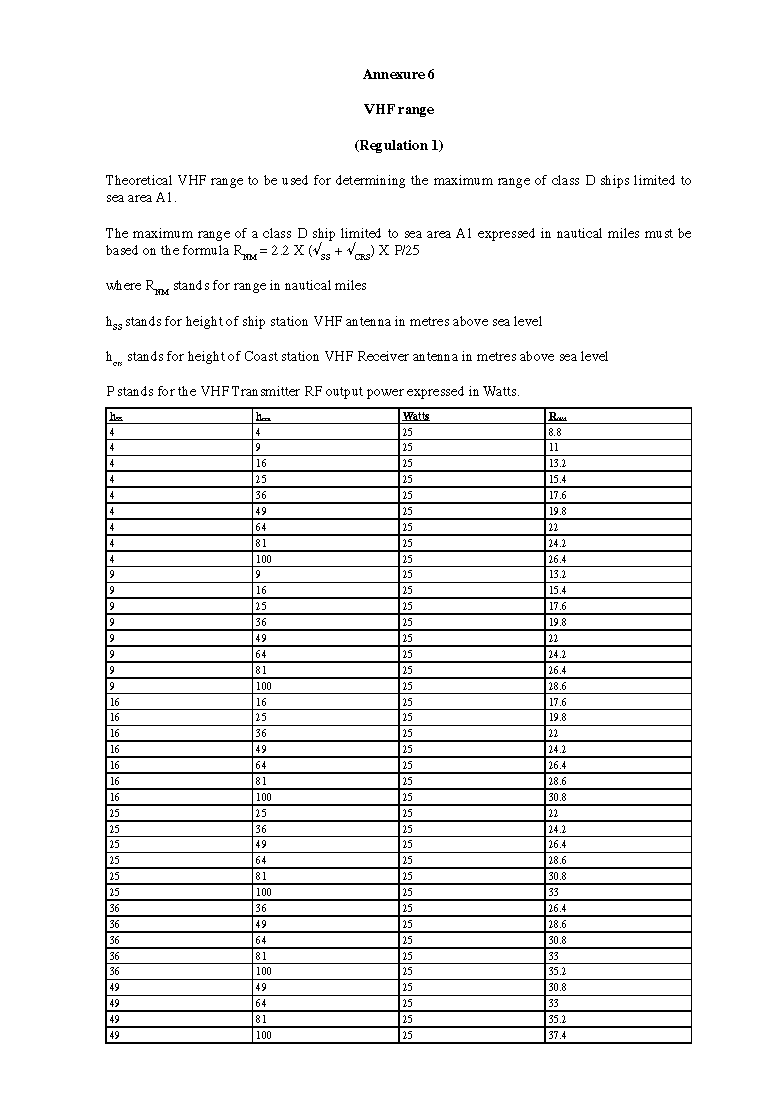 Annexure 6
VHF range
(Regulation 1)
Theoretical VHF range to be used for determining the maximum range of class D ships limited to
sea area A1.
The maximum range of a class D ship limited to sea area A1 expressed in nautical miles must be
based on the formula R_NM = 2.2 X (√_SS + √_CRS) X P/25
where R_NM stands for range in nautical miles
h_SS stands for height of ship station VHF antenna in metres above sea level
h_crs stands for height of Coast station VHF Receiver antenna in metres above sea level
P stands for the VHF Transmitter RF output power expressed in Watts.
h h Watts R
4 4 25 8.8
4 9 25 11
4 16 25 13.2
4 25 25 15.4
4 36 25 17.6
4 49 25 19.8
4 64 25 22
4 81 25 24.2
4 100 25 26.4
9 9 25 13.2
9 16 25 15.4
9 25 25 17.6
9 36 25 19.8
9 49 25 22
9 64 25 24.2
9 81 25 26.4
9 100 25 28.6
16 16 25 17.6
16 25 25 19.8
16 36 25 22
16 49 25 24.2
16 64 25 26.4
16 81 25 28.6
16 100 25 30.8
25 25 25 22
25 36 25 24.2
25 49 25 26.4
25 64 25 28.6
25 81 25 30.8
25 100 25 33
36 36 25 26.4
36 49 25 28.6
36 64 25 30.8
36 81 25 33
36 100 25 35.2
49 49 25 30.8
49 64 25 33
49 81 25 35.2
49 100 25 37.4